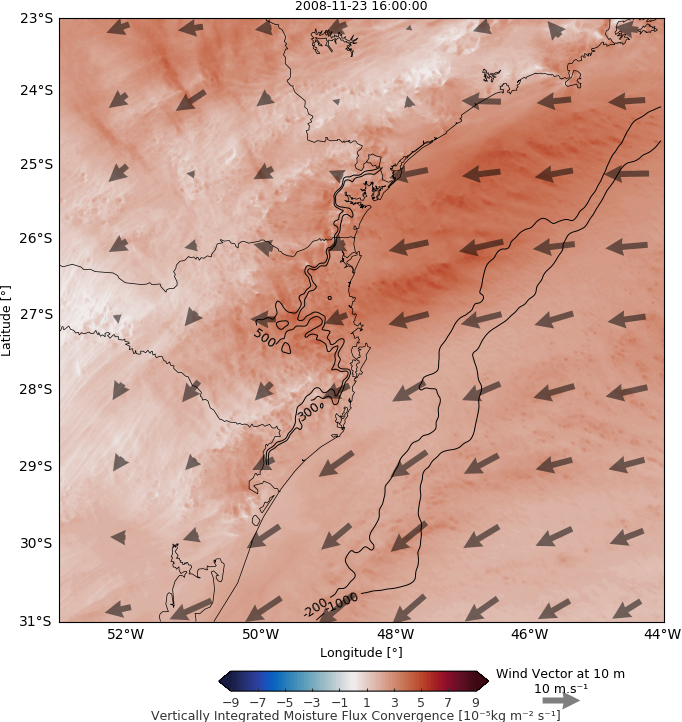 2008-11-23 16:00:00
23°S
24°S
25°S
26°S
27°S
28°S
29°S
30°S
31°S
Latitude [°]
500
300
-200
-1000
52°W 50°W 48°W 46°W 44°W
Longitude [°]
Wind Vector at 10 m
10 m.s⁻¹
−9 −7 −5 −3 −1 1 3 5 7 9
Vertically Integrated Moisture Flux Convergence [10⁻⁵kg m⁻² s⁻¹]